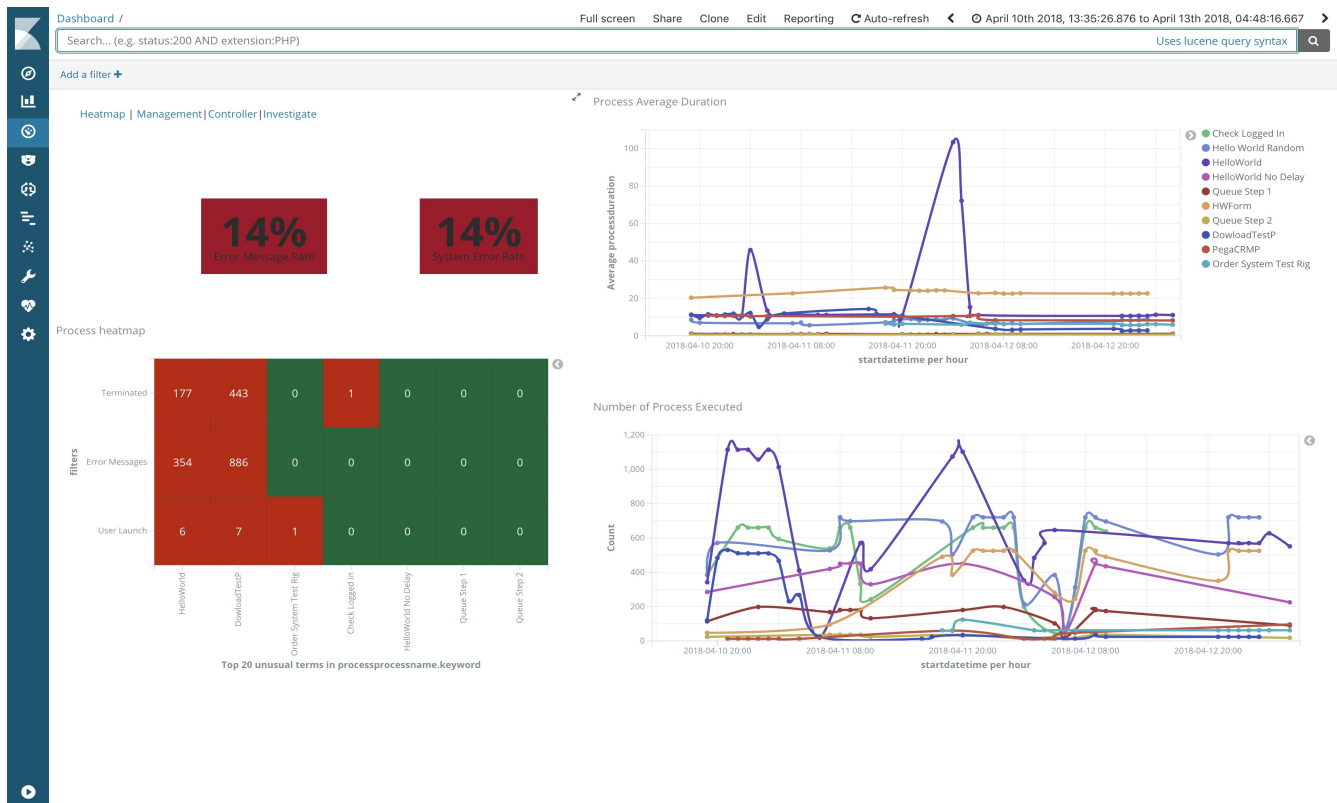 Dashboard /
Full screen Share Clone Edit Reporting Auto-refresh April 10th 2018, 13:35:26.876 to April 13th 2018, 04:48:16.667
Search... (e.g. status:200 AND extension:PHP)
Uses lucene query syntax
Add a filter
Heatmap | Management|Controller|Investigate
14%
Error Message Rate
14%
System Error Rate
Process heatmap
filters
Terminated 177 443 0 1 0 0 0
Error Messages 354 886 0 0 0 0 0
User Launch 6 7 1 0 0 0 0
HelloWorld
DowloadTestP
Order System Test Rig
Check Logged In
HelloWorld No Delay
Queue Step 1
Queue Step 2
Top 20 unusual terms in processprocessname.keyword
Process Average Duration
Average processduration
100
80
60
40
20
0
2018-04-10 20:00 2018-04-11 08:00 2018-04-11 20:00 2018-04-12 08:00 2018-04-12 20:00
startdatetime per hour
Check Logged In
Hello World Random
HelloWorld
HelloWorld No Delay
Queue Step 1
HWForm
Queue Step 2
DowloadTestP
PegaCRMP
Order System Test Rig
Number of Process Executed
Count
1,200
1,000
800
600
400
200
0
2018-04-10 20:00 2018-04-11 08:00 2018-04-11 20:00 2018-04-12 08:00 2018-04-12 20:00
startdatetime per hour